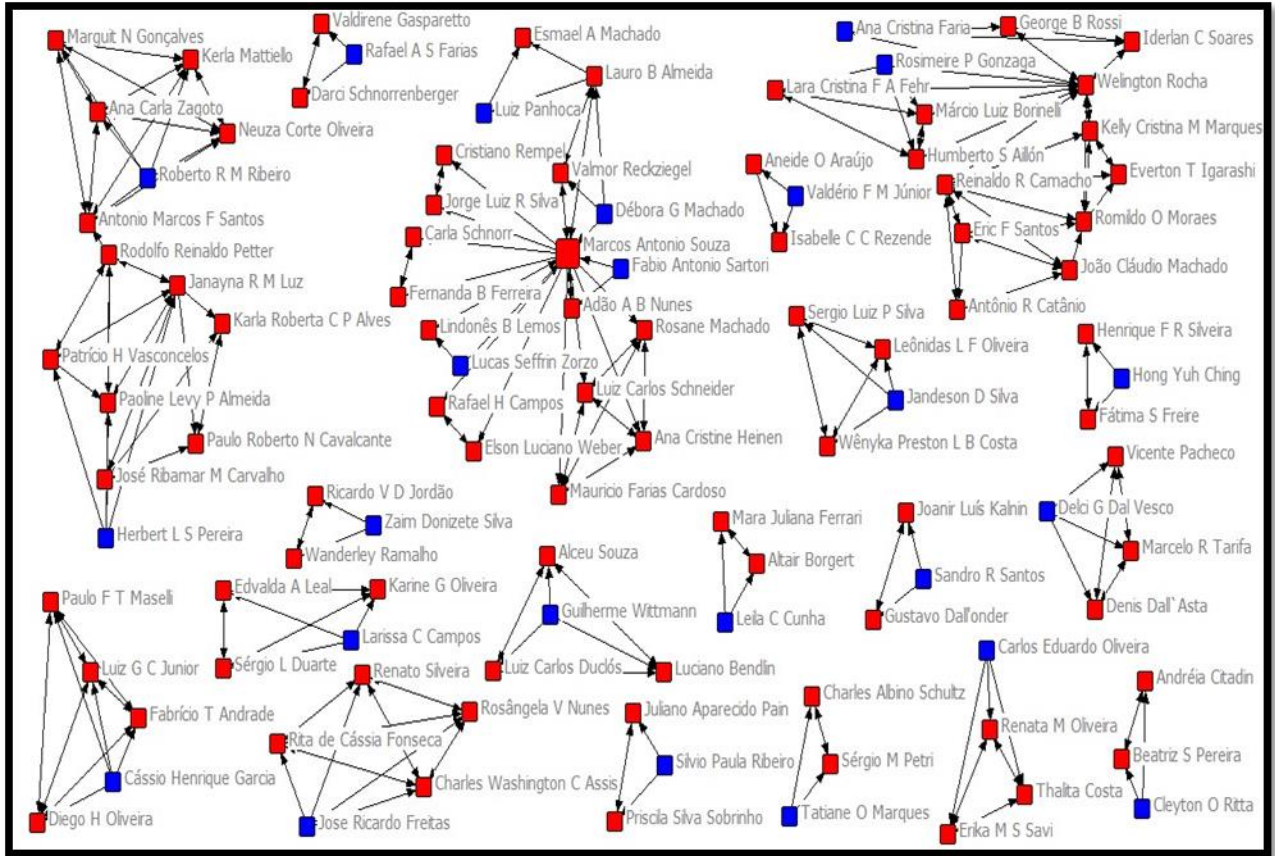 Marquit N Gonçalves
Kerla Mattiello
Ana Carla Zagoto
Neuza Corte Oliveira
Roberto R M Ribeiro
Antonio Marcos F Santos
Rodolfo Reinaldo Petter
Janayna R M Luz
Karla Roberta C P Alves
Patrício H Vasconcelos
Paoline Levy P Almeida
Paulo Roberto N Cavalcante
José Ribamar M Carvalho
Herbert L S Pereira
Valdirene Gasparetto
Rafael A S Farias
Darci Schnorrenberger
Esmael A Machado
Lauro B Almeida
Luiz Panhoca
Cristiano Rempel
Valmor Reckziegel
Jorge Luiz R Silva
Débora G Machado
Carla Schnorr
Marcos Antonio Souza
Fabio Antonio Sartori
Fernanda B Ferreira
Adão A B Nunes
Lindonês B Lemos
Rosane Machado
Lucas Seffrin Zorzo
Luiz Carlos Schneider
Rafael H Campos
Elson Luciano Weber
Ana Cristine Heinen
Mauricio Farias Cardoso
Ana Cristina Faria
George B Rossi
Iderlan C Soares
Rosimeire P Gonzaga
Welington Rocha
Lara Cristina F A Fehr
Márcio Luiz Borinelli
Kelly Cristina M Marques
Humberto S Aillón
Everton T Igarashi
Reinaldo R Camacho
Romildo O Moraes
Eric F Santos
João Cláudio Machado
Antônio R Catânio
Aneide O Araújo
Valdério F M Júnior
Isabelle C C Rezende
Sergio Luiz P Silva
Leônidas L F Oliveira
Jandeson D Silva
Wênyka Preston L B Costa
Henrique F R Silveira
Hong Yuh Ching
Fátima S Freire
Vicente Pacheco
Delci G Dal Vesco
Marcelo R Tarifa
Denis Dall`Asta
Ricardo V D Jordão
Zaim Donizete Silva
Wanderley Ramalho
Mara Juliana Ferrari
Altair Borgert
Leila C Cunha
Joanir Luís Kalnin
Sandro R Santos
Gustavo Dall'onder
Alceu Souza
Guilherme Wittmann
Luiz Carlos Duclós
Luciano Bendlin
Edvalda A Leal
Karine G Oliveira
Larissa C Campos
Sérgio L Duarte
Paulo F T Maselli
Luiz G C Junior
Fabrício T Andrade
Cássio Henrique Garcia
Diego H Oliveira
Renato Silveira
Rosângela V Nunes
Rita de Cássia Fonseca
Charles Washington C Assis
Jose Ricardo Freitas
Juliano Aparecido Pain
Silvio Paula Ribeiro
Priscila Silva Sobrinho
Charles Albino Schultz
Sérgio M Petri
Tatiane O Marques
Carlos Eduardo Oliveira
Renata M Oliveira
Thalita Costa
Erika M S Savi
Andréia Citadin
Beatriz S Pereira
Cleyton O Ritta